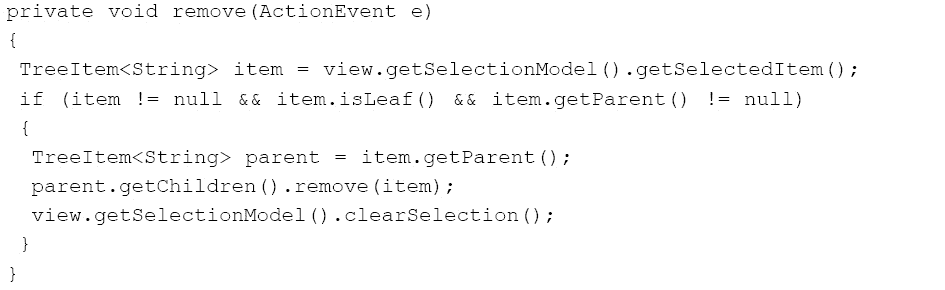 private void remove(ActionEvent e)
{
TreeItem<String> item = view.getSelectionModel().getSelectedItem();
if (item != null && item.isLeaf() && item.getParent() != null)
{
TreeItem<String> parent = item.getParent();
parent.getChildren().remove(item);
view.getSelectionModel().clearSelection();
}
}